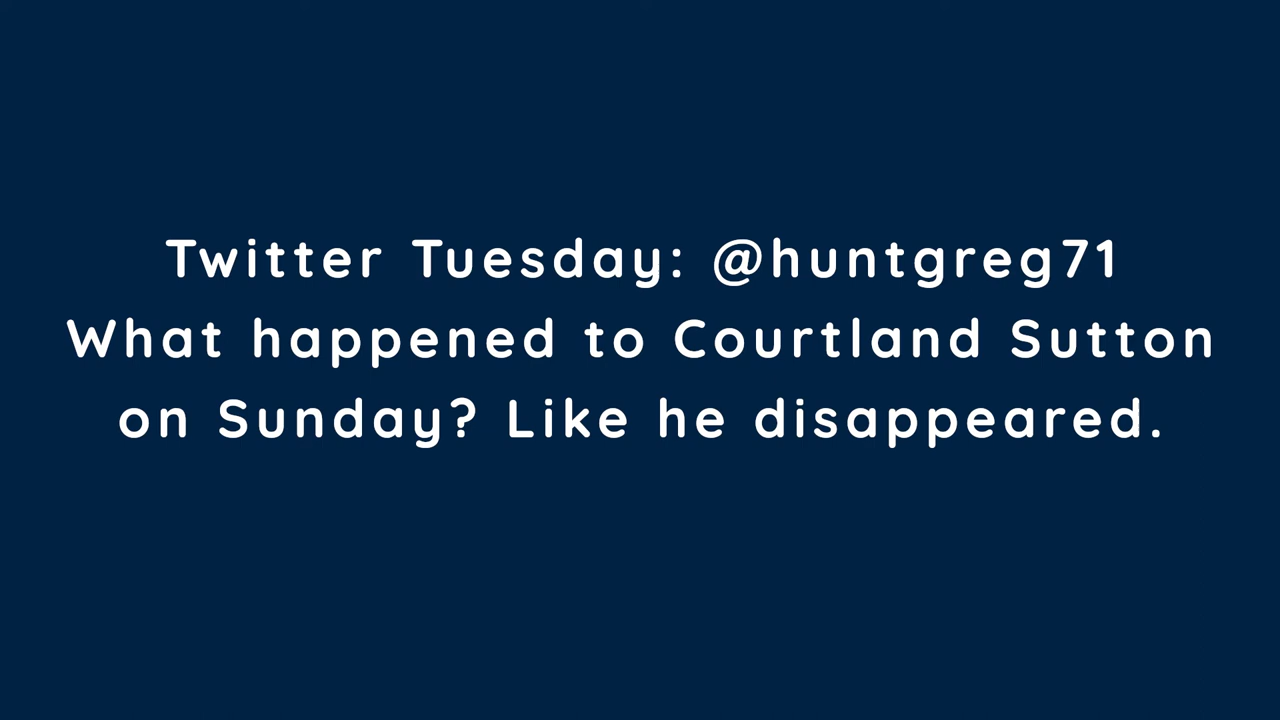 Twitter Tuesday: @huntgreg71
What happened to Courtland Sutton
on Sunday? Like he disappeared.